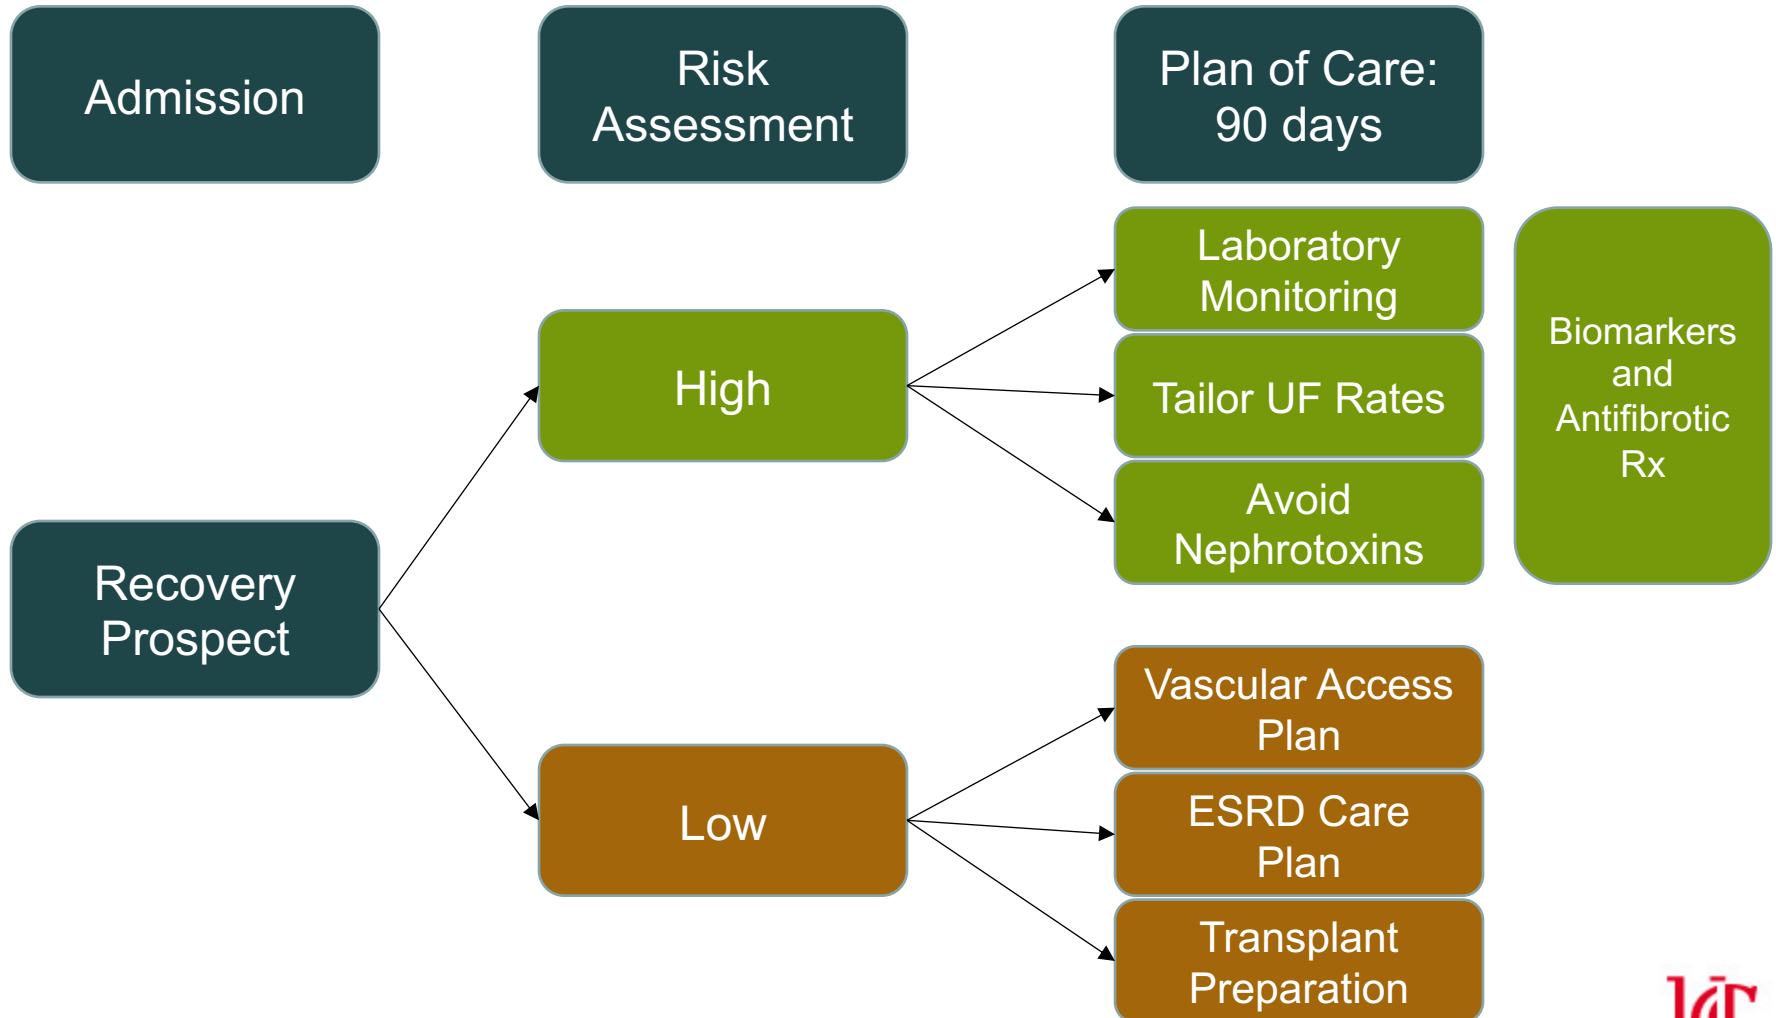 Admission
Risk
Assessment
Plan of Care:
90 days
Recovery
Prospect
High
Low
Laboratory
Monitoring
Tailor UF Rates
Avoid
Nephrotoxins
Biomarkers
and
Antifibrotic
Rx
Vascular Access
Plan
ESRD Care
Plan
Transplant
Preparation